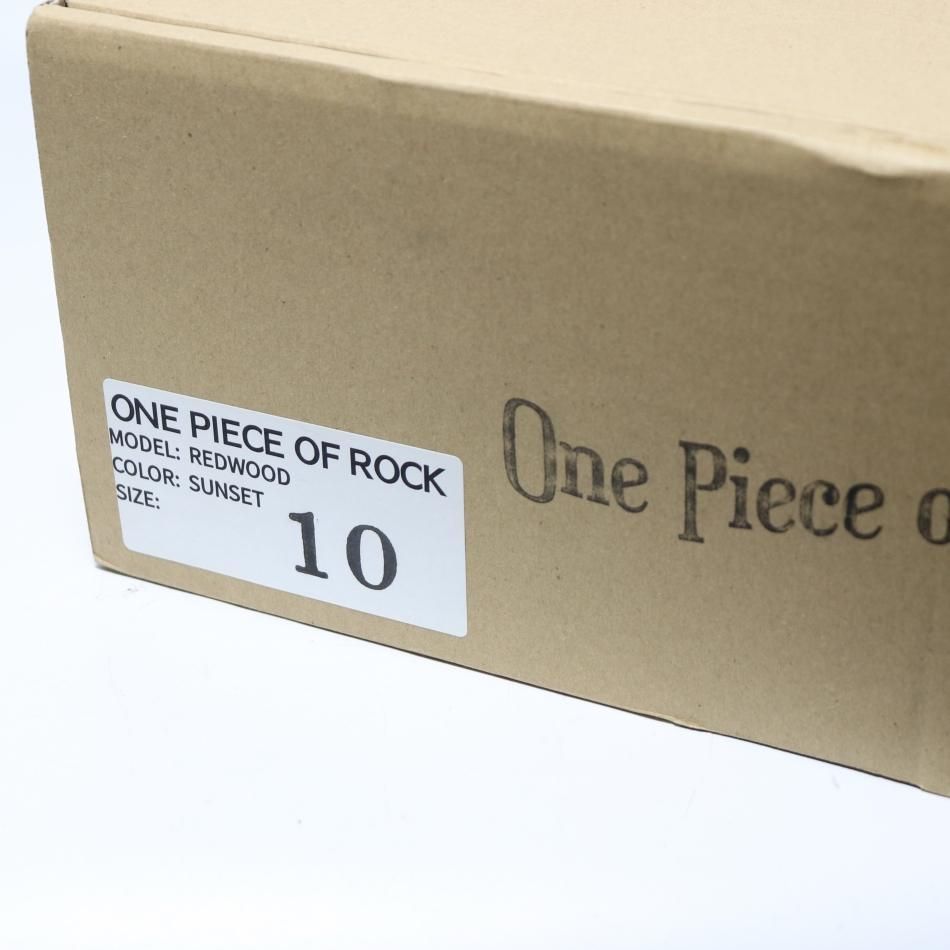 ONE PIECE OF ROCK
MODEL: REDWOOD
COLOR: SUNSET
SIZE:
10
One Piece